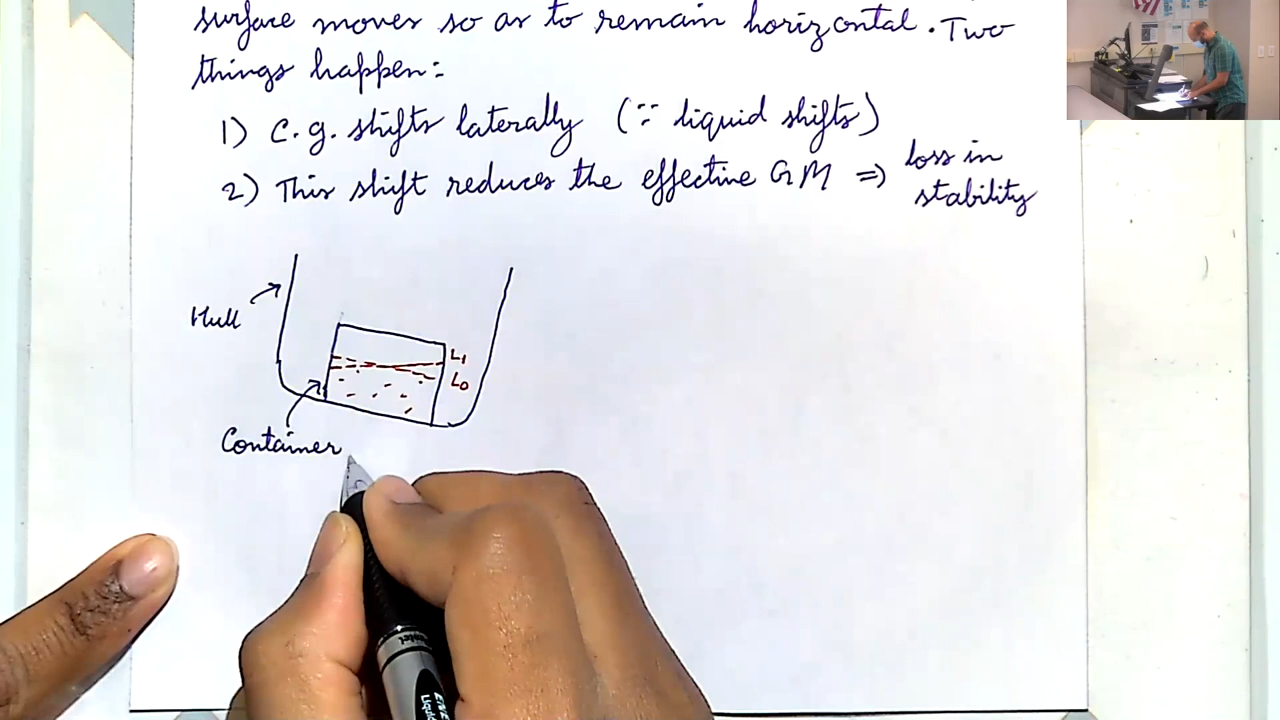 surface moves so as to remain horizontal. Two
things happen:
1) C.g. shifts laterally (∵ liquid shifts)
2) This shift reduces the effective GM ⇒ loss in
stability
Hull
L₁
L₀
Container